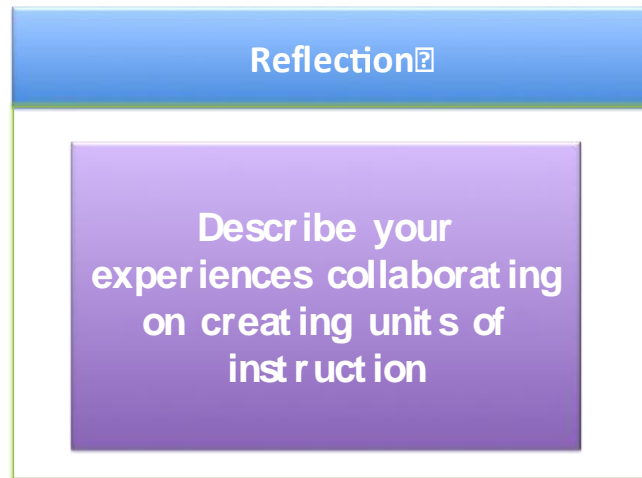 Reflection
Describe your
experiences collaborating
on creating units of
instruction